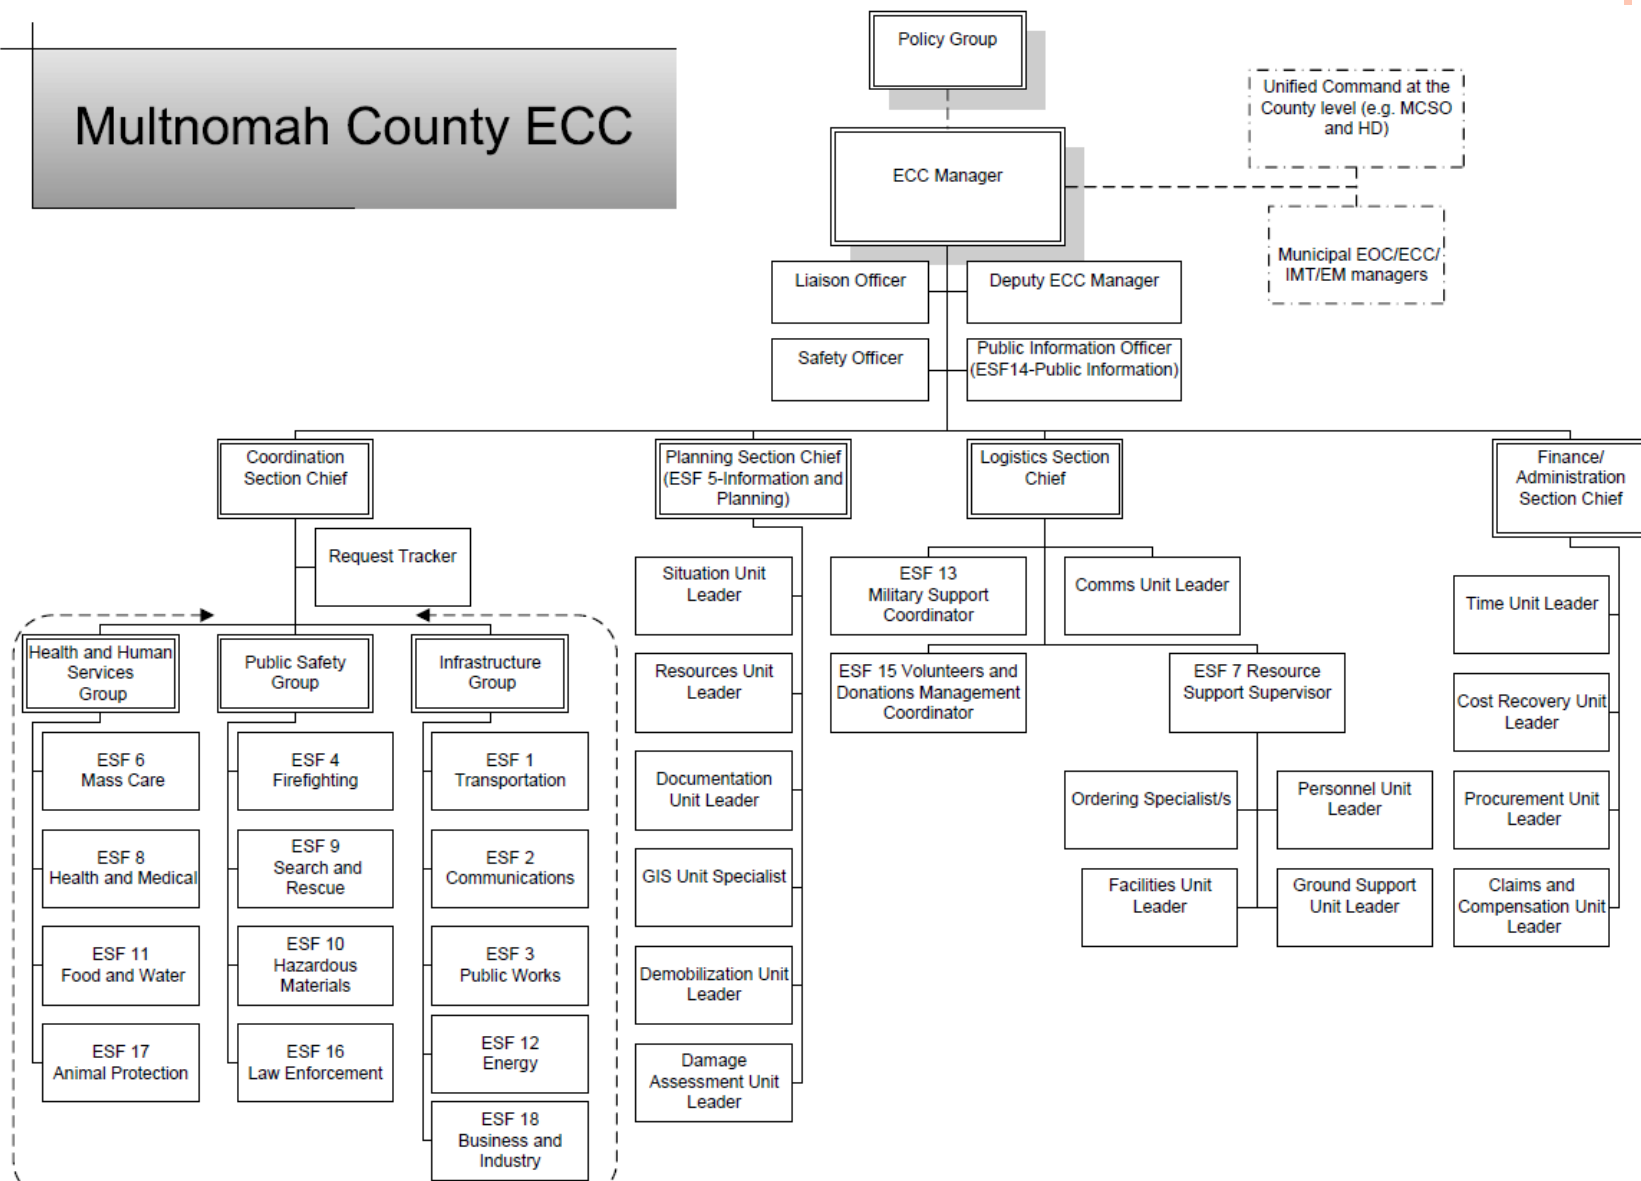 Policy Group
Unified Command at the
County level (e.g. MCSO
and HD)
Multnomah County ECC
ECC Manager
Municipal EOC/ECC/
IMT/EM managers
Liaison Officer
Deputy ECC Manager
Safety Officer
Public Information Officer
(ESF14-Public Information)
Coordination
Section Chief
Planning Section Chief
(ESF 5-Information and
Planning)
Logistics Section
Chief
Finance/
Administration
Section Chief
Request Tracker
Health and Human
Services
Group
Public Safety
Group
Infrastructure
Group
ESF 6
Mass Care
ESF 8
Health and Medical
ESF 11
Food and Water
ESF 17
Animal Protection
ESF 4
Firefighting
ESF 9
Search and
Rescue
ESF 10
Hazardous
Materials
ESF 16
Law Enforcement
ESF 1
Transportation
ESF 2
Communications
ESF 3
Public Works
ESF 12
Energy
ESF 18
Business and
Industry
Situation Unit
Leader
Resources Unit
Leader
Documentation
Unit Leader
GIS Unit Specialist
Demobilization Unit
Leader
Damage
Assessment Unit
Leader
ESF 13
Military Support
Coordinator
Comms Unit Leader
ESF 15 Volunteers and
Donations Management
Coordinator
ESF 7 Resource
Support Supervisor
Ordering Specialist/s
Personnel Unit
Leader
Facilities Unit
Leader
Ground Support
Unit Leader
Time Unit Leader
Cost Recovery Unit
Leader
Procurement Unit
Leader
Claims and
Compensation Unit
Leader